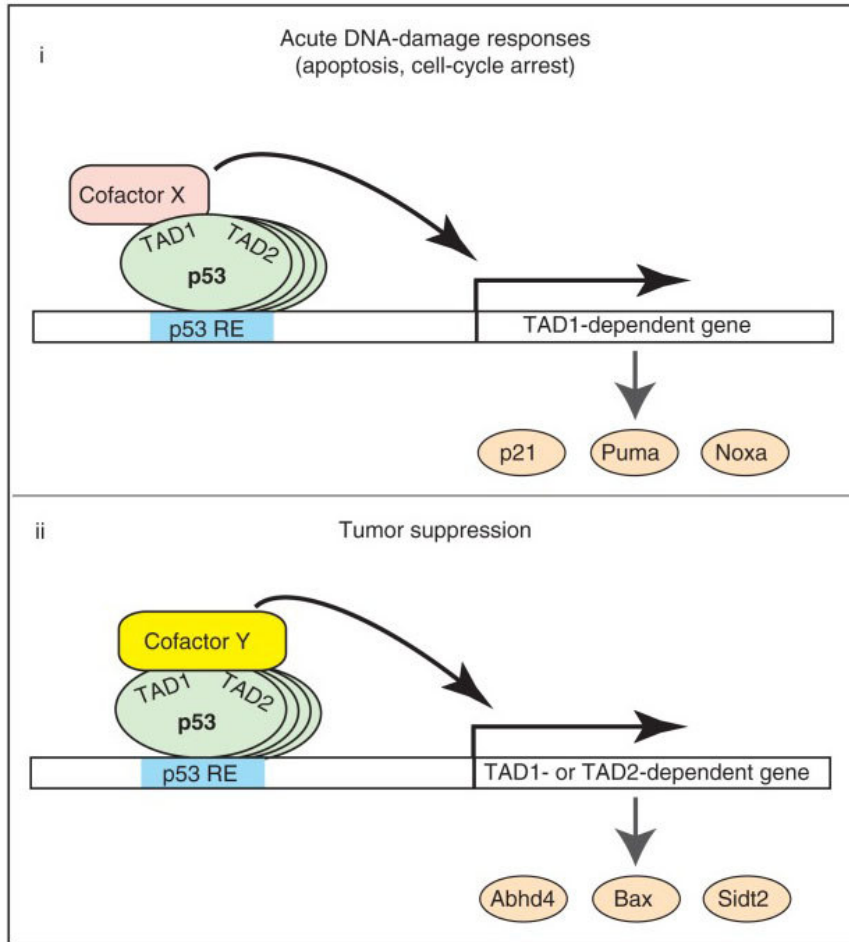 i
Acute DNA-damage responses
(apoptosis, cell-cycle arrest)
Cofactor X
TAD1 TAD2
p53
p53 RE
TAD1-dependent gene
p21 Puma Noxa
ii
Tumor suppression
Cofactor Y
TAD1 TAD2
p53
p53 RE
TAD1- or TAD2-dependent gene
Abhd4 Bax Sidt2